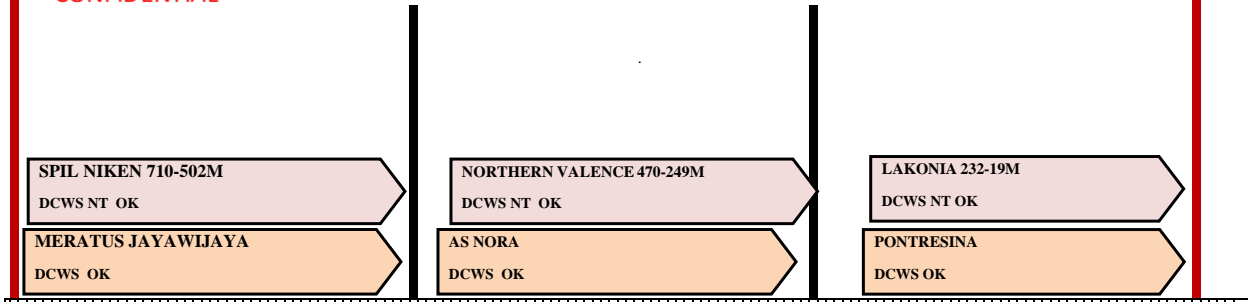 CONFIDENTIAL
SPIL NIKEN 710-502M
DCWS NT OK
NORTHERN VALENCE 470-249M
DCWS NT OK
LAKONIA 232-19M
DCWS NT OK
MERATUS JAYAWIJAYA
DCWS OK
AS NORA
DCWS OK
PONTRESINA
DCWS OK